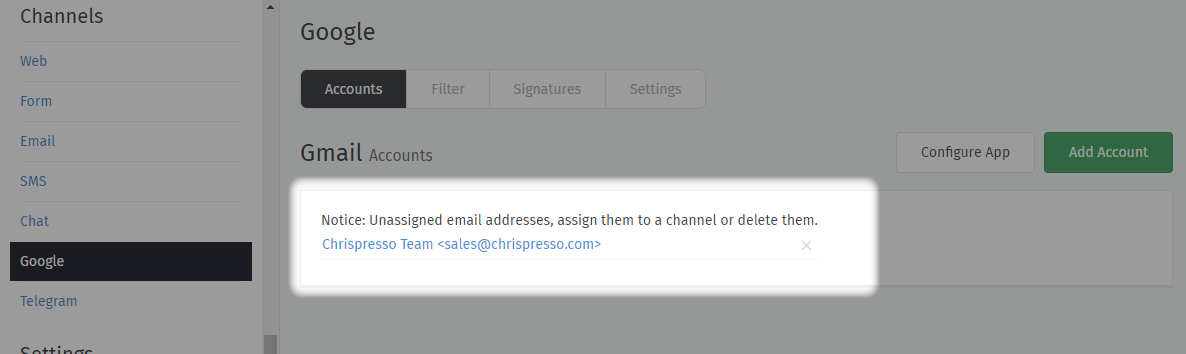 Channels
Web
Form
Email
SMS
Chat
Google
Telegram
Settings
Google
Accounts
Filter
Signatures
Settings
Gmail Accounts
Configure App
Add Account
Notice: Unassigned email addresses, assign them to a channel or delete them.
Chrispresso Team <sales@chrispresso.com>